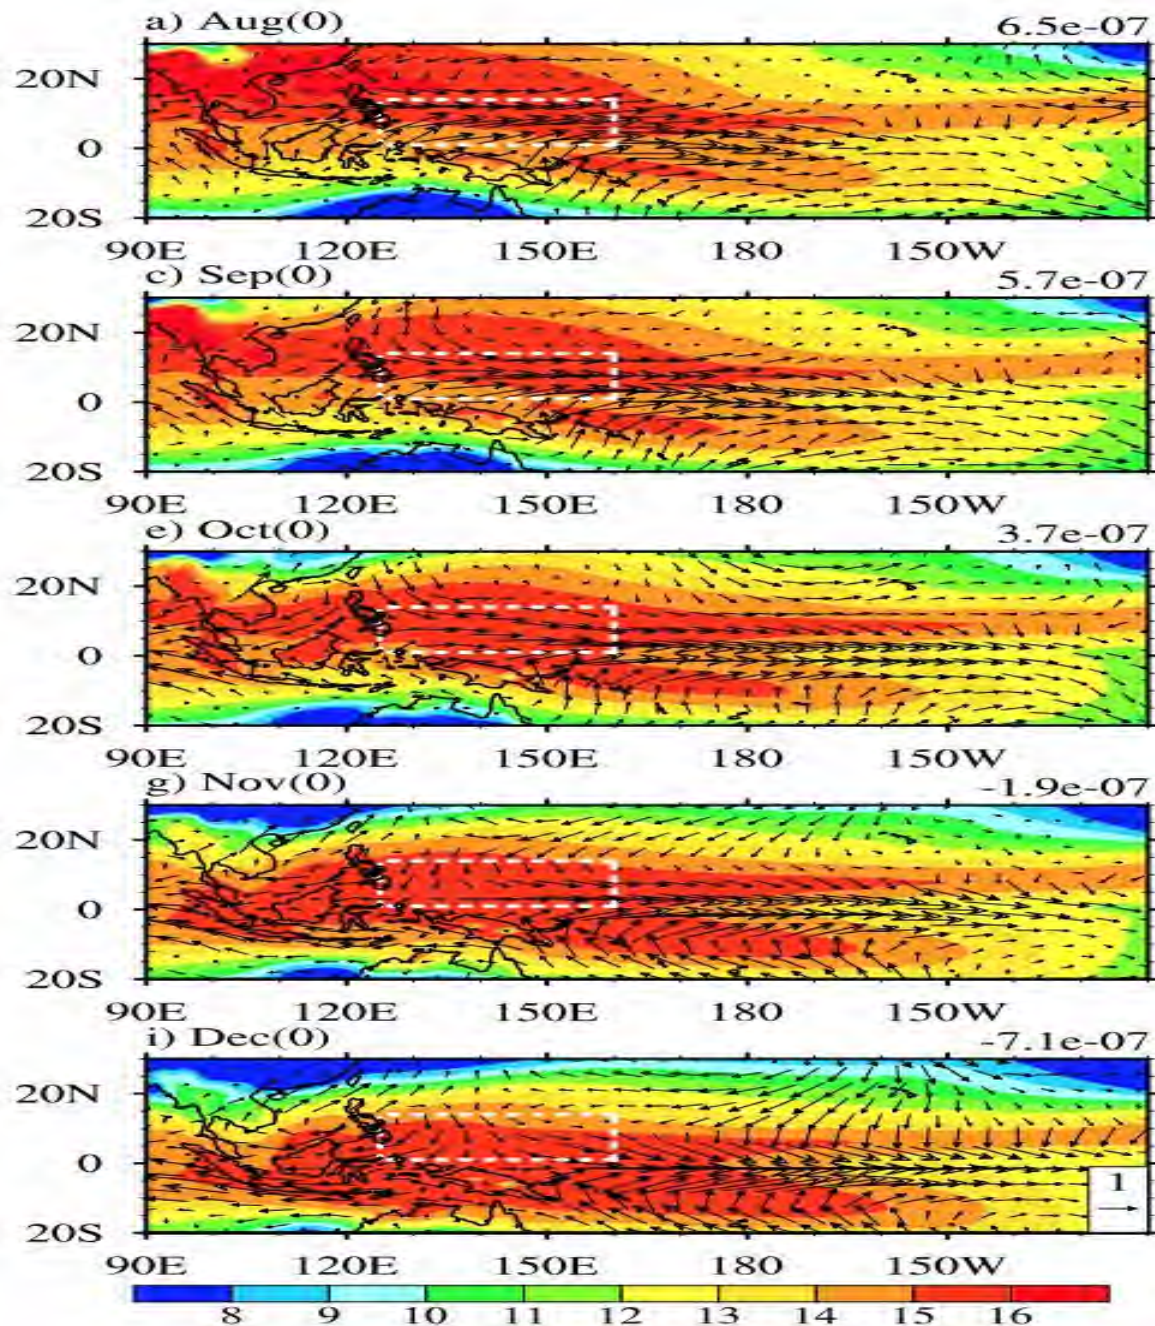 a) Aug(0) 6.5e-07
20N
0
20S
90E 120E 150E 180 150W
c) Sep(0) 5.7e-07
20N
0
20S
90E 120E 150E 180 150W
e) Oct(0) 3.7e-07
20N
0
20S
90E 120E 150E 180 150W
g) Nov(0) -1.9e-07
20N
0
20S
90E 120E 150E 180 150W
i) Dec(0) -7.1e-07
20N
0
1
20S
90E 120E 150E 180 150W
8 9 10 11 12 13 14 15 16